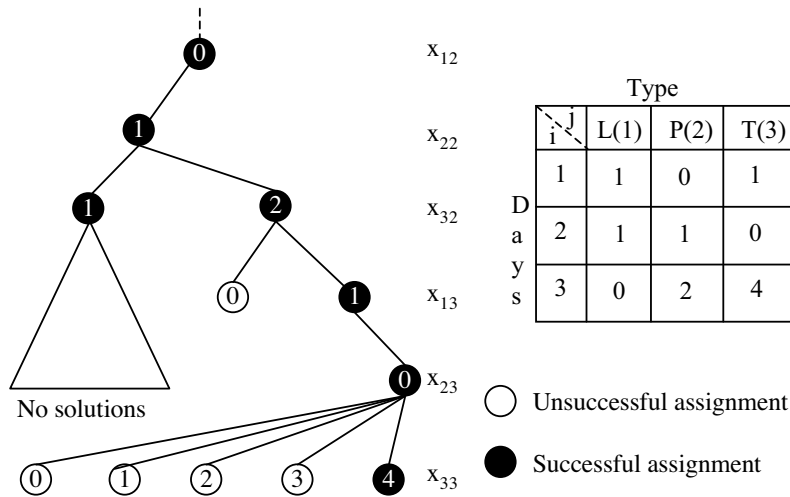 0 x12
1 x22
1 2 x32
0 1 x13
0 x23
No solutions
0 1 2 3 4 x33
Type
i j L(1) P(2) T(3)
1 1 0 1
2 1 1 0
3 0 2 4
Days
Unsuccessful assignment
Successful assignment